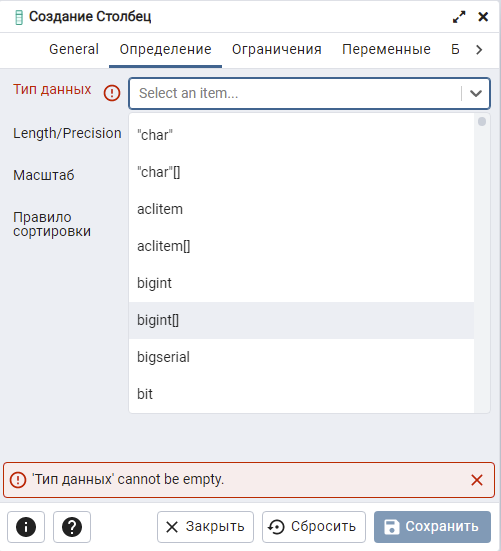 Создание Столбец
General Определение Ограничения Переменные Б
Тип данных Select an item...
Length/Precision
Масштаб
Правило
сортировки
"char"
"char"[]
aclitem
aclitem[]
bigint
bigint[]
bigserial
bit
'Тип данных' cannot be empty.
Закрыть Сбросить Сохранить